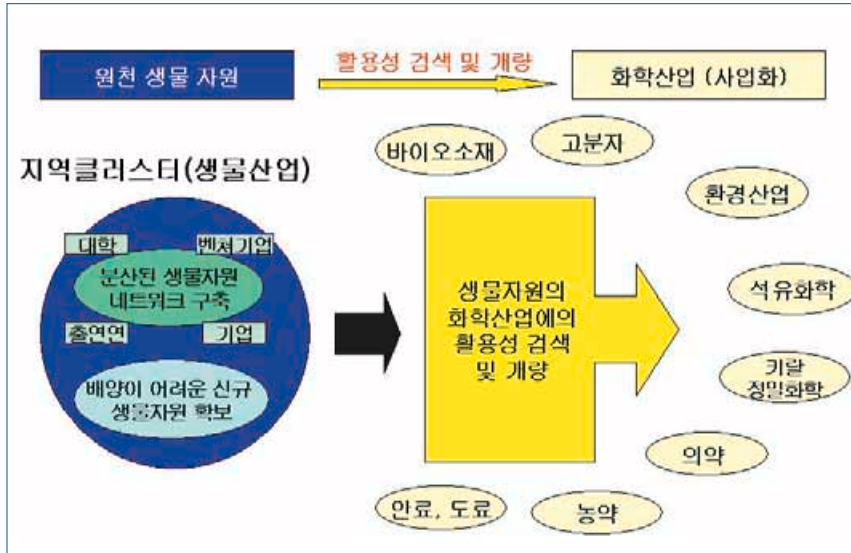 원천 생물 자원
활용성 검색 및 개량
화학산업 (사업화)
바이오소재
고분자
지역클러스터(생물산업)
환경산업
대학
벤쳐기업
분산된 생물자원
네트워크 구축
출연연
기업
배양이 어려운 신규
생물자원 확보
생물자원의
화학산업에의
활용성 검색
및 개량
석유화학
키랄
정밀화학
의약
안료, 도료
농약